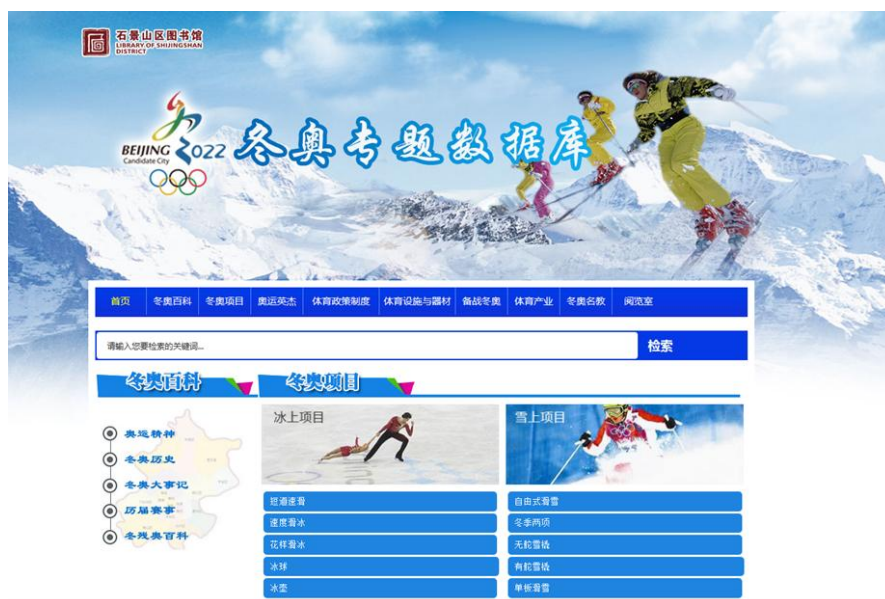 石景山区图书馆
LIBRARY OF SHIJINGSHAN
DISTRICT
BEIJING 2022
Candidate City
冬奥专题数据库
首页 冬奥百科 冬奥项目 奥运英杰 体育政策制度 体育设施与器材 备战冬奥 体育产业 冬奥名教 阅览室
请输入您要检索的关键词... 检索
冬奥百科 冬奥项目
奥运精神
冬奥历史
冬奥大事记
历届赛事
冬残奥百科
冰上项目
短道速滑
速度滑冰
花样滑冰
冰球
冰壶
雪上项目
自由式滑雪
冬季两项
无舵雪橇
有舵雪橇
单板滑雪